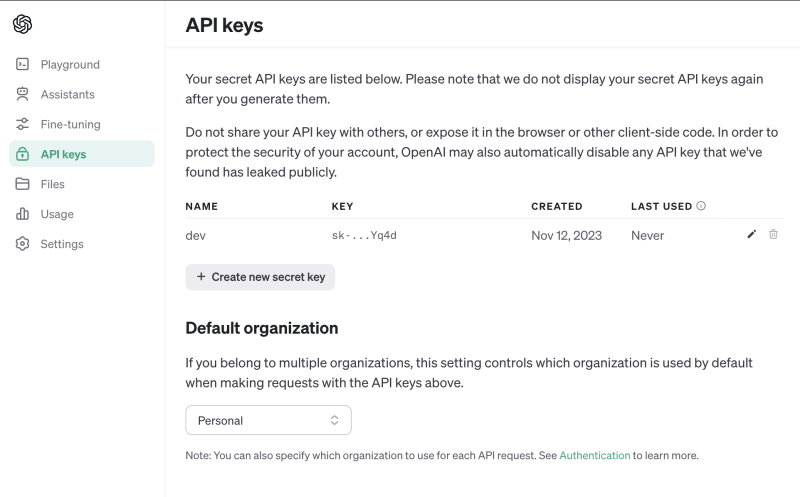 API keys
Playground
Assistants
Fine-tuning
API keys
Files
Usage
Settings
Your secret API keys are listed below. Please note that we do not display your secret API keys again
after you generate them.
Do not share your API key with others, or expose it in the browser or other client-side code. In order to
protect the security of your account, OpenAI may also automatically disable any API key that we've
found has leaked publicly.
NAME KEY CREATED LAST USED
dev sk-...Yq4d Nov 12, 2023 Never
+ Create new secret key
Default organization
If you belong to multiple organizations, this setting controls which organization is used by default
when making requests with the API keys above.
Personal
Note: You can also specify which organization to use for each API request. See Authentication to learn more.